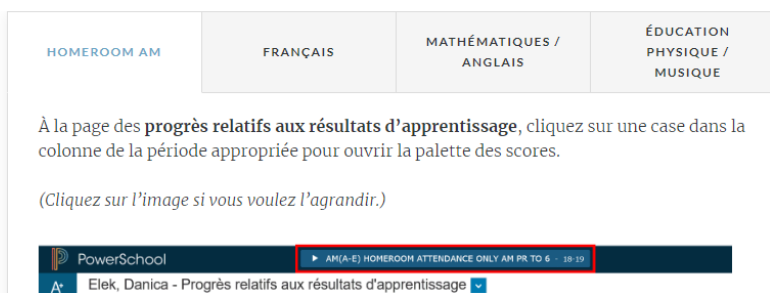 HOMEROOM AM
FRANÇAIS
MATHÉMATIQUES /
ANGLAIS
ÉDUCATION
PHYSIQUE /
MUSIQUE
À la page des progrès relatifs aux résultats d’apprentissage, cliquez sur une case dans la
colonne de la période appropriée pour ouvrir la palette des scores.
(Cliquez sur l’image si vous voulez l’agrandir.)
PowerSchool
AM(A-E) HOMEROOM ATTENDANCE ONLY AM PR TO 6 - 18-19
A+ Elek, Danica - Progrès relatifs aux résultats d'apprentissage